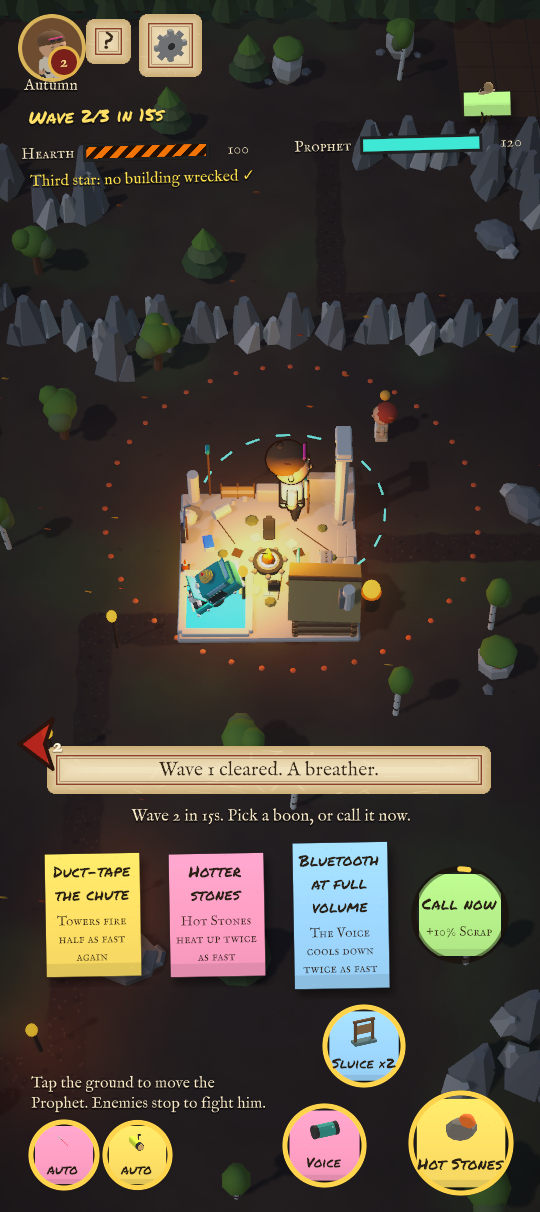 ?
2
Autumn
Wave 2/3 in 15s
Hearth 100
Prophet 120
Third star: no building wrecked ✓
2
Wave 1 cleared. A breather.
Wave 2 in 15s. Pick a boon, or call it now.
Duct-tape
the chute
Towers fire
half as fast
again
Hotter
stones
Hot Stones
heat up twice
as fast
Bluetooth
at full
volume
The Voice
cools down
twice as fast
Call now
+10% Scrap
Sluice x2
Tap the ground to move the
Prophet. Enemies stop to fight him.
Auto
Auto
Voice
Hot Stones